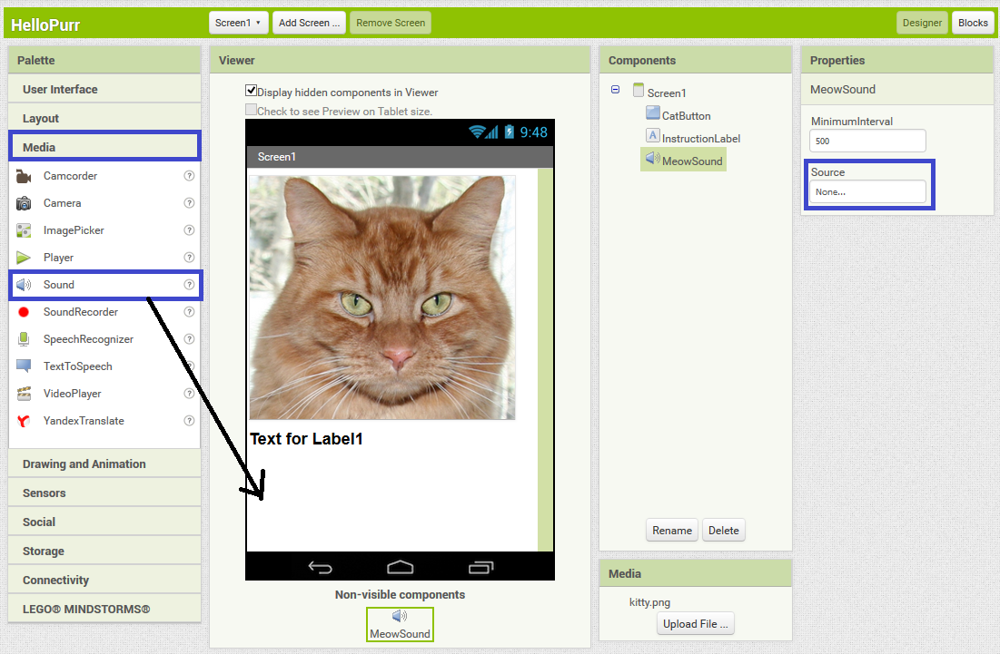 HelloPurr
Screen1
Add Screen ...
Remove Screen
Designer
Blocks
Palette
User Interface
Layout
Media
Camcorder
?
Camera
?
ImagePicker
?
Player
?
Sound
?
SoundRecorder
?
SpeechRecognizer
?
TextToSpeech
?
VideoPlayer
?
YandexTranslate
?
Drawing and Animation
Sensors
Social
Storage
Connectivity
LEGO® MINDSTORMS®
Viewer
Display hidden components in Viewer
Check to see Preview on Tablet size.
9:48
Screen1
Text for Label1
Non-visible components
MeowSound
Components
Screen1
CatButton
A InstructionLabel
MeowSound
Rename
Delete
Media
kitty.png
Upload File ...
Properties
MeowSound
MinimumInterval
500
Source
None...